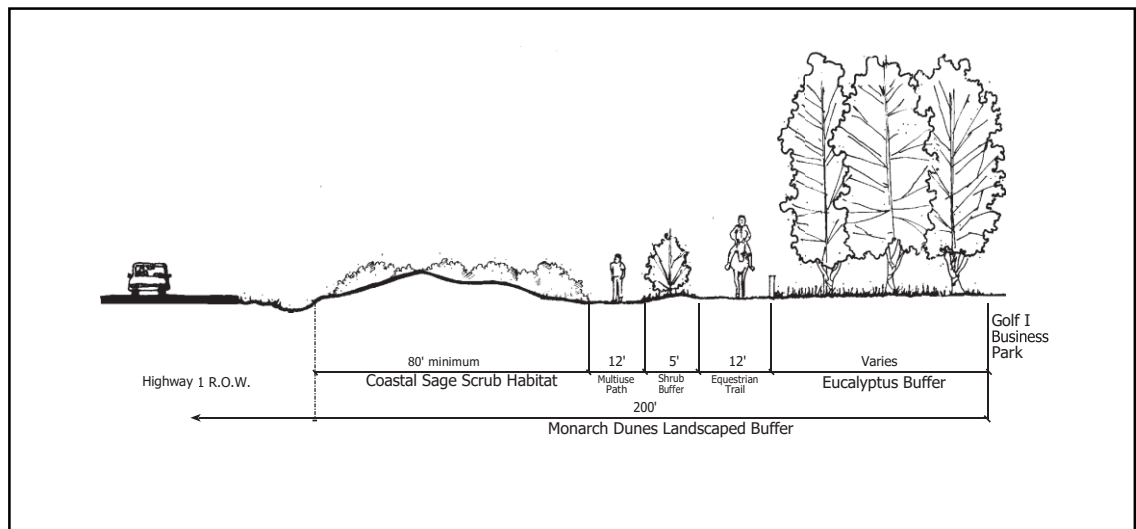 Golf I
Business
Park
80' minimum
12'
5'
12'
Varies
Highway 1 R.O.W.
Coastal Sage Scrub Habitat
Multiuse
Path
Shrub
Buffer
Equestrian
Trail
Eucalyptus Buffer
200'
Monarch Dunes Landscaped Buffer